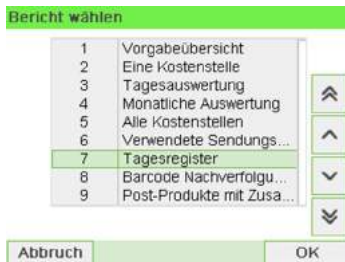 Bericht wählen
1 Vorgabeübersicht
2 Eine Kostenstelle
3 Tagesauswertung
4 Monatliche Auswertung
5 Alle Kostenstellen
6 Verwendete Sendungs...
7 Tagesregister
8 Barcode Nachverfolgu...
9 Post-Produkte mit Zusa...
Abbruch OK